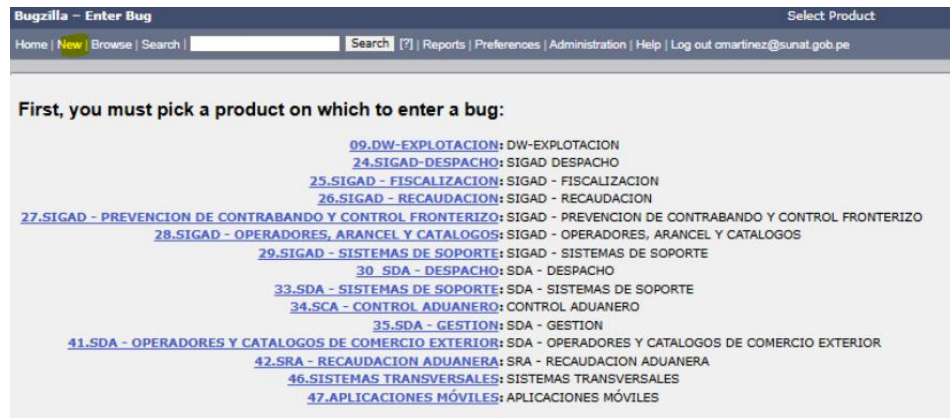 Bugzilla – Enter Bug Select Product
Home | New | Browse | Search | Search [?] | Reports | Preferences | Administration | Help | Log out cmartinez@sunat.gob.pe
First, you must pick a product on which to enter a bug:
09.DW-EXPLOTACION: DW-EXPLOTACION
24.SIGAD-DESPACHO: SIGAD DESPACHO
25.SIGAD - FISCALIZACION: SIGAD - FISCALIZACION
26.SIGAD - RECAUDACION: SIGAD - RECAUDACION
27.SIGAD - PREVENCION DE CONTRABANDO Y CONTROL FRONTERIZO: SIGAD - PREVENCION DE CONTRABANDO Y CONTROL FRONTERIZO
28.SIGAD - OPERADORES, ARANCEL Y CATALOGOS: SIGAD - OPERADORES, ARANCEL Y CATALOGOS
29.SIGAD - SISTEMAS DE SOPORTE: SIGAD - SISTEMAS DE SOPORTE
30 SDA - DESPACHO: SDA - DESPACHO
33.SDA - SISTEMAS DE SOPORTE: SDA - SISTEMAS DE SOPORTE
34.SCA - CONTROL ADUANERO: CONTROL ADUANERO
35.SDA - GESTION: SDA - GESTION
41.SDA - OPERADORES Y CATALOGOS DE COMERCIO EXTERIOR: SDA - OPERADORES Y CATALOGOS DE COMERCIO EXTERIOR
42.SRA - RECAUDACION ADUANERA: SRA - RECAUDACION ADUANERA
46.SISTEMAS TRANSVERSALES: SISTEMAS TRANSVERSALES
47.APLICACIONES MÓVILES: APLICACIONES MÓVILES